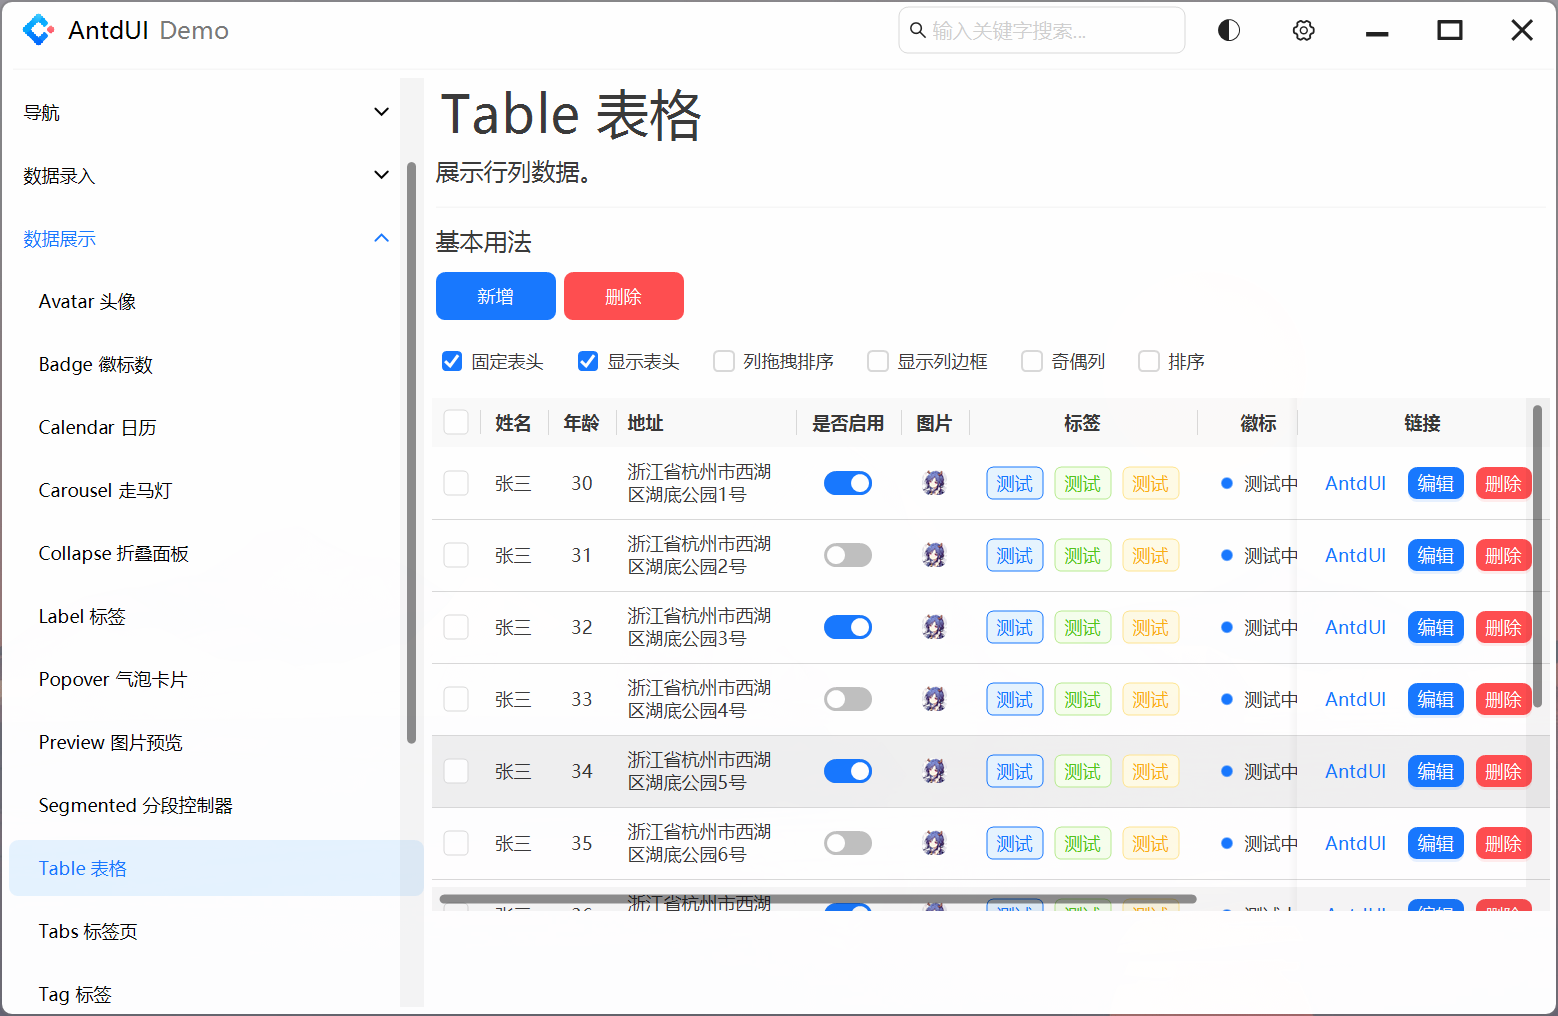 AntdUI Demo
输入关键字搜索...
导航
数据录入
数据展示
Avatar 头像
Badge 徽标数
Calendar 日历
Carousel 走马灯
Collapse 折叠面板
Label 标签
Popover 气泡卡片
Preview 图片预览
Segmented 分段控制器
Table 表格
Tabs 标签页
Tag 标签
Table 表格
展示行列数据。
基本用法
新增 删除
固定表头 显示表头 列拖拽排序 显示列边框 奇偶列 排序
姓名 年龄 地址 是否启用 图片 标签 徽标 链接
张三 30 浙江省杭州市西湖
区湖底公园1号 测试 测试 测试 测试中 AntdUI 编辑 删除
张三 31 浙江省杭州市西湖
区湖底公园2号 测试 测试 测试 测试中 AntdUI 编辑 删除
张三 32 浙江省杭州市西湖
区湖底公园3号 测试 测试 测试 测试中 AntdUI 编辑 删除
张三 33 浙江省杭州市西湖
区湖底公园4号 测试 测试 测试 测试中 AntdUI 编辑 删除
张三 34 浙江省杭州市西湖
区湖底公园5号 测试 测试 测试 测试中 AntdUI 编辑 删除
张三 35 浙江省杭州市西湖
区湖底公园6号 测试 测试 测试 测试中 AntdUI 编辑 删除
浙江省杭州市西湖